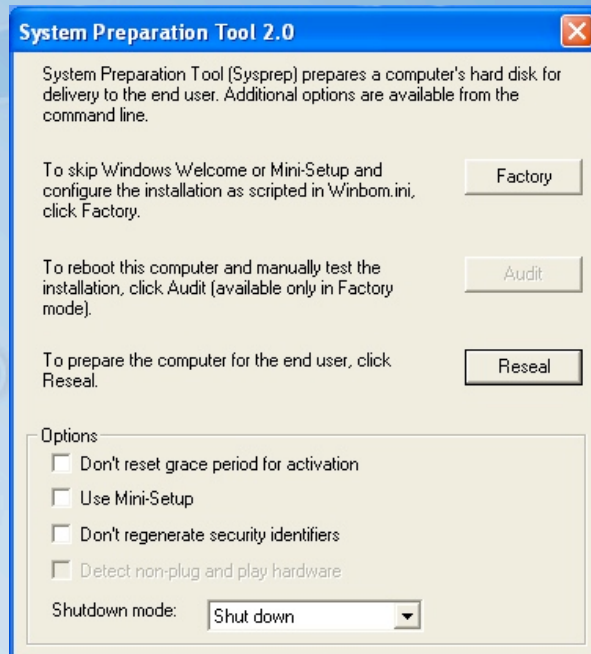 System Preparation Tool 2.0
System Preparation Tool (Sysprep) prepares a computer's hard disk for
delivery to the end user. Additional options are available from the
command line.
To skip Windows Welcome or Mini-Setup and
configure the installation as scripted in Winbom.ini,
click Factory.
Factory
To reboot this computer and manually test the
installation, click Audit (available only in Factory
mode).
Audit
To prepare the computer for the end user, click
Reseal.
Reseal
Options
Don't reset grace period for activation
Use Mini-Setup
Don't regenerate security identifiers
Detect non-plug and play hardware
Shutdown mode: Shut down